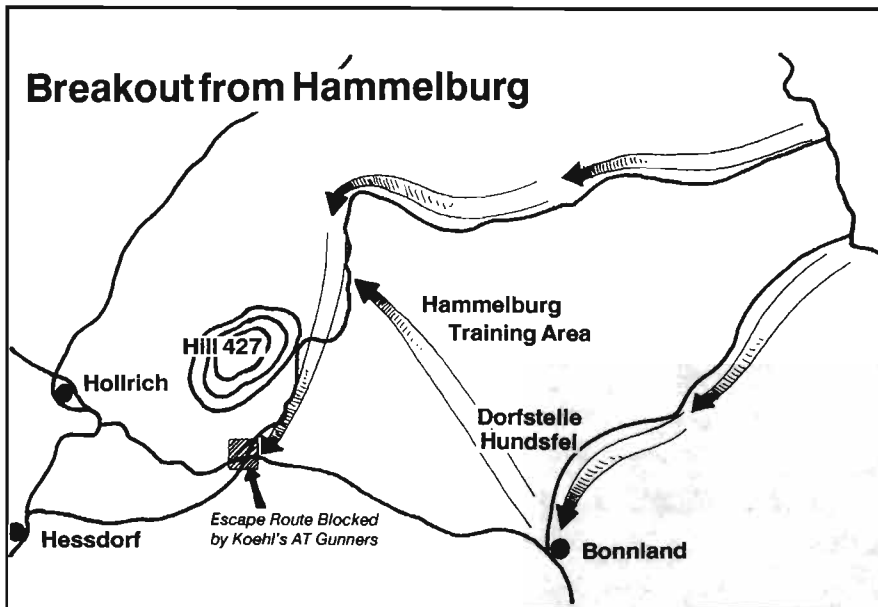 Breakout from Hammelburg
Hammelburg
Training Area
Hill 427
Hollrich
Dorfstelle
Hundsfel
Escape Route Blocked
by Koehl's AT Gunners
Hessdorf
Bonnland